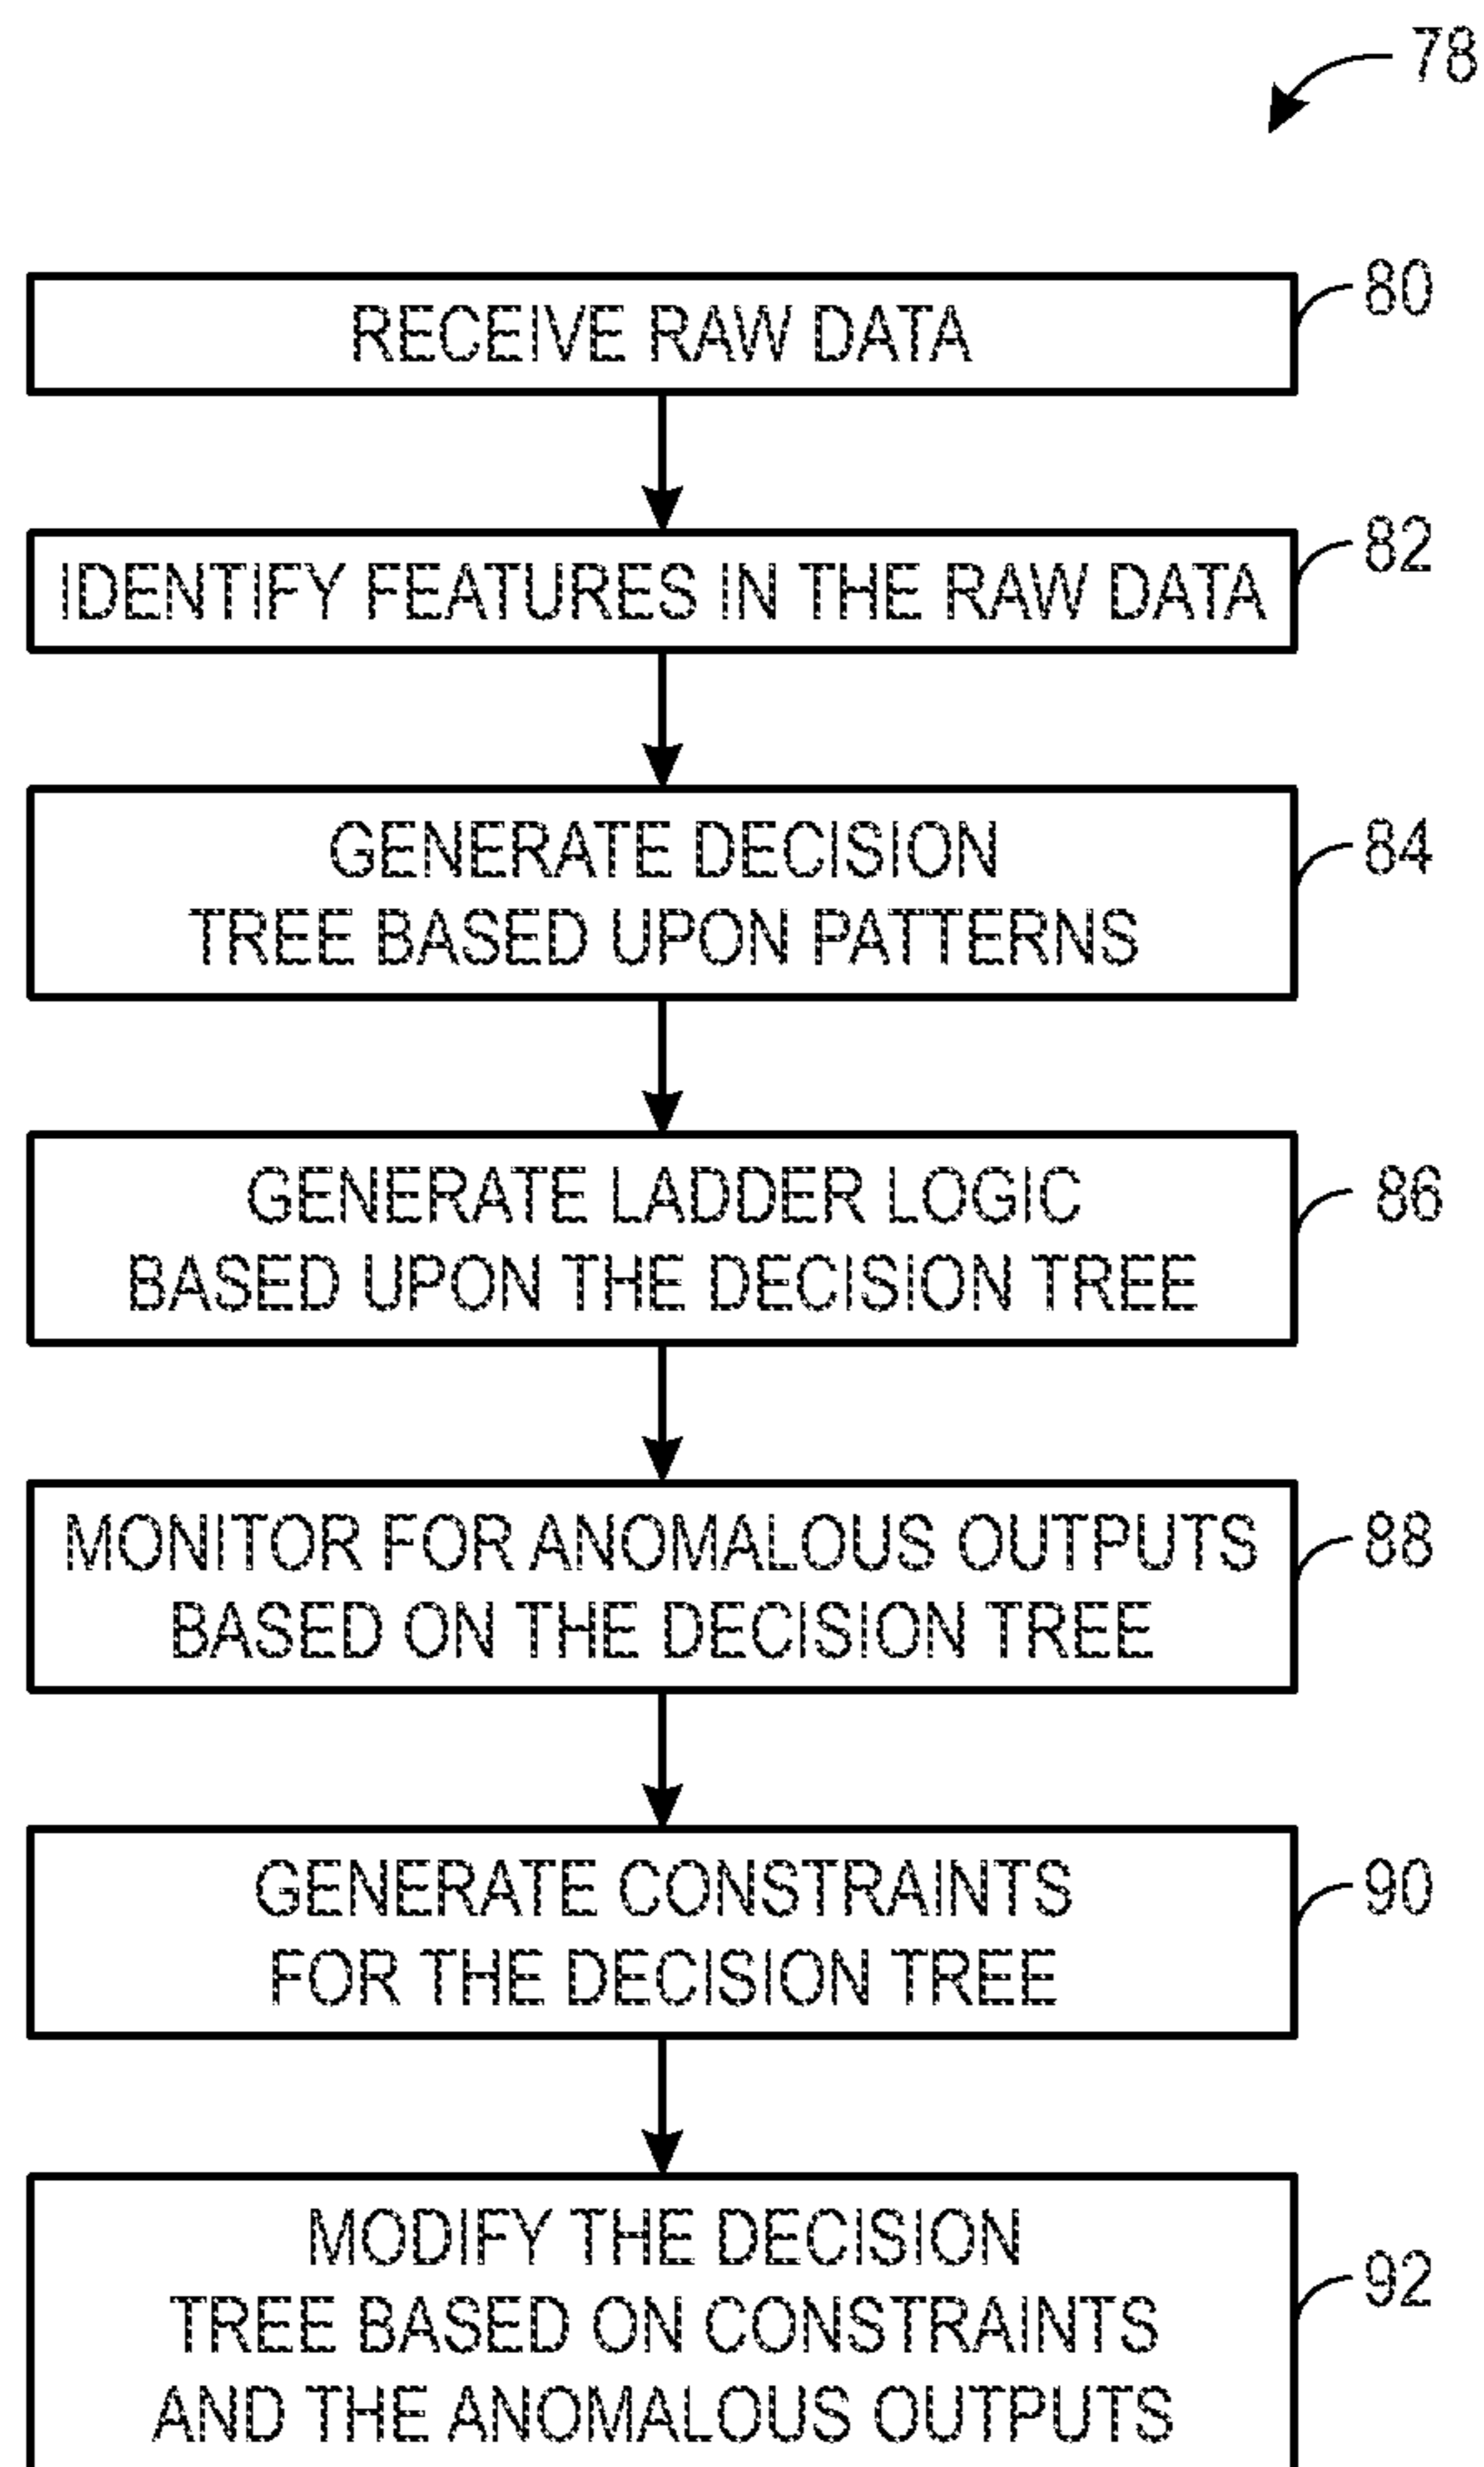 78
RECEIVE RAW DATA
80
IDENTIFY FEATURES IN THE RAW DATA
82
GENERATE DECISION
TREE BASED UPON PATTERNS
84
GENERATE LADDER LOGIC
BASED UPON THE DECISION TREE
86
MONITOR FOR ANOMALOUS OUTPUTS
BASED ON THE DECISION TREE
88
GENERATE CONSTRAINTS
FOR THE DECISION TREE
90
MODIFY THE DECISION
TREE BASED ON CONSTRAINTS
AND THE ANOMALOUS OUTPUTS
92